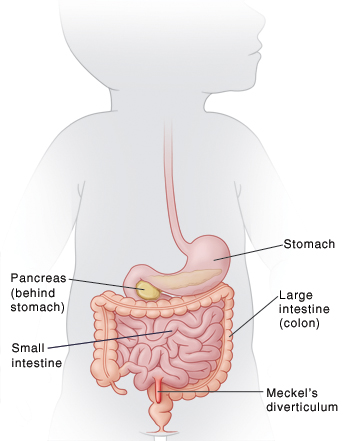 Stomach
Pancreas
(behind
stomach)
Large
intestine
(colon)
Small
intestine
Meckel's
diverticulum